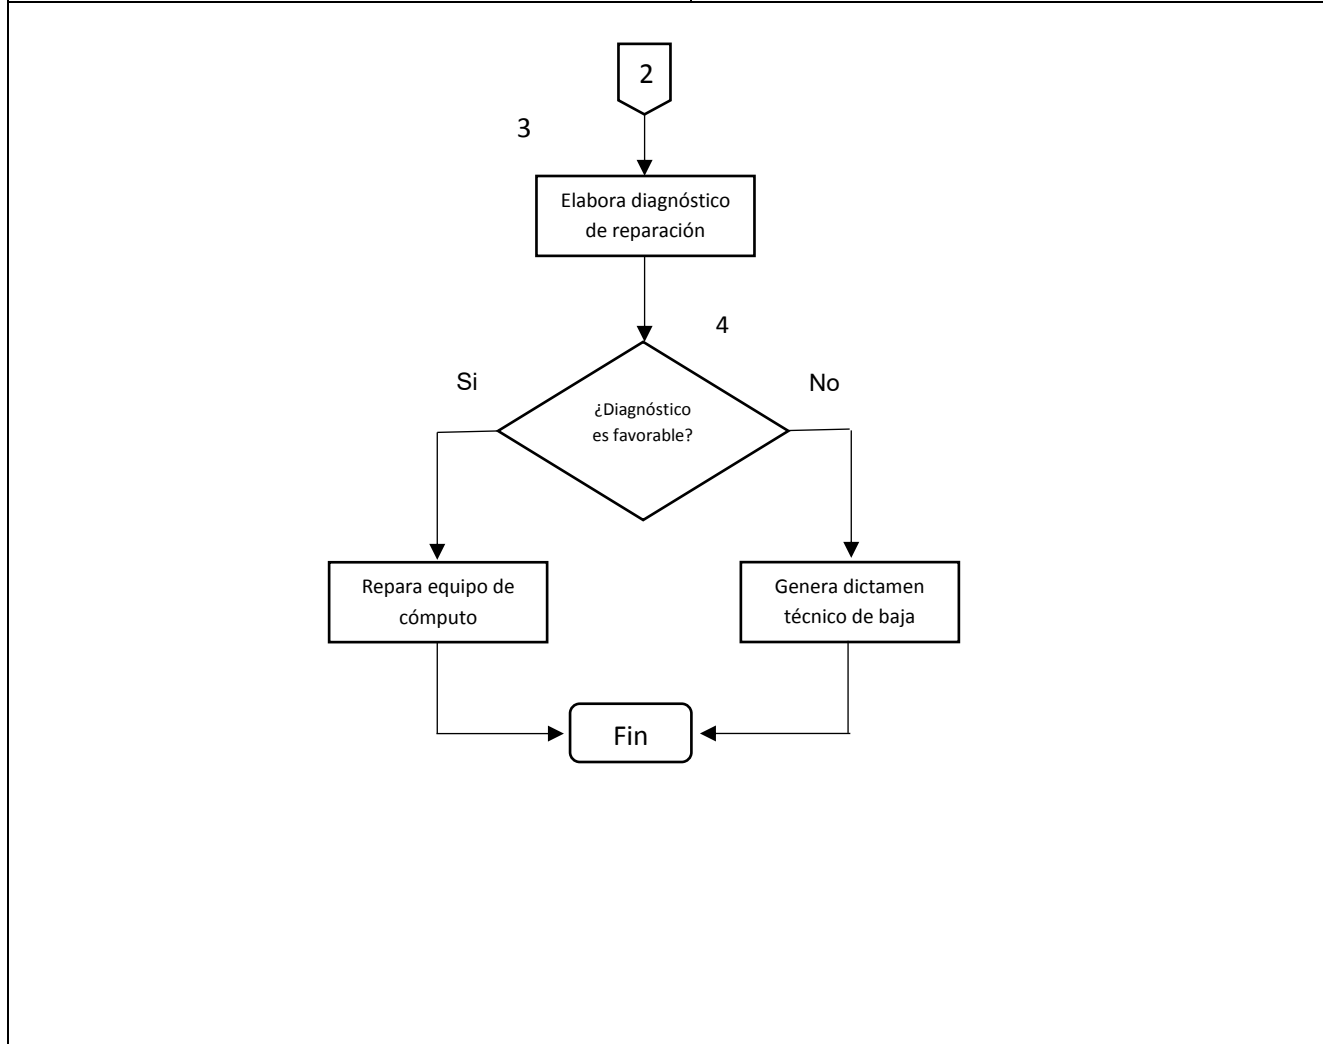 2
3
Elabora diagnóstico
de reparación
4
Si
No
¿Diagnóstico
es favorable?
Repara equipo de
cómputo
Genera dictamen
técnico de baja
Fin